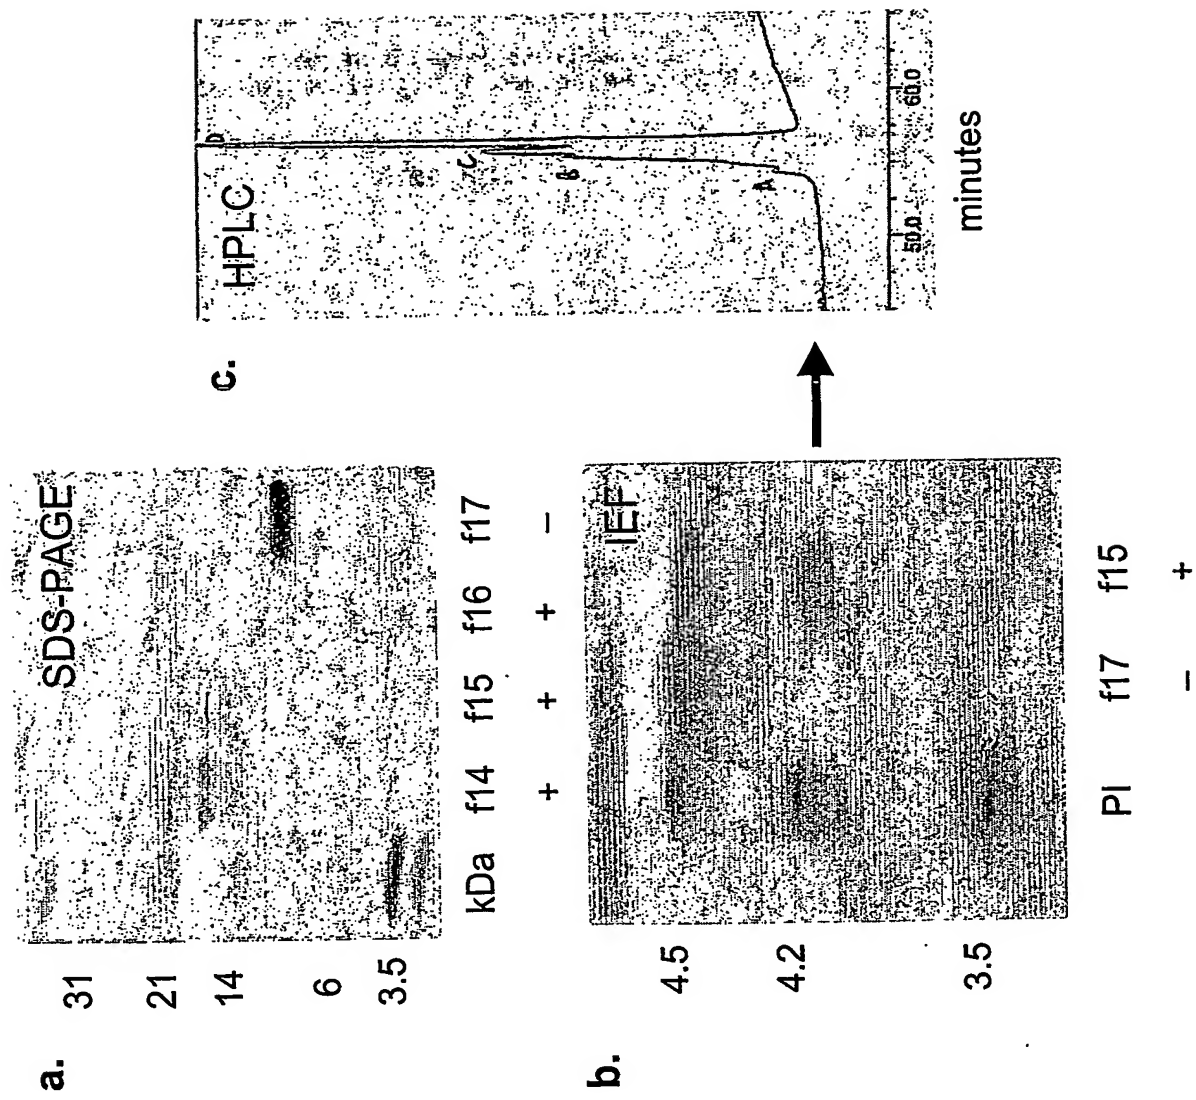 a.
SDS-PAGE
31
21
14
6
3.5
kDa f14 f15 f16 f17
+ + + –
b.
IEF
4.5
4.2
3.5
PI f17 f15
– +
c.
HPLC
A
B
C
D
50.0 60.0
minutes